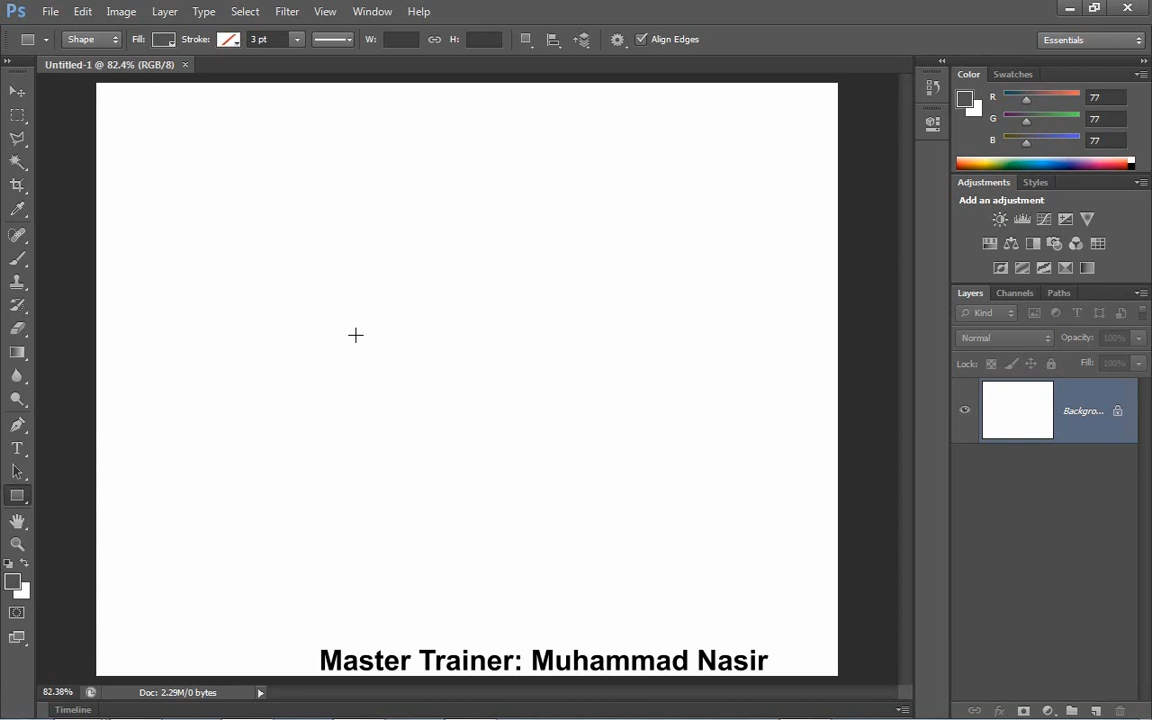 Ps File Edit Image Layer Type Select Filter View Window Help
Shape Fill: Stroke: 3 pt W: H: Align Edges Essentials
Untitled-1 @ 82.4% (RGB/8) ×
Color Swatches
R 77
G 77
B 77
Adjustments Styles
Add an adjustment
Layers Channels Paths
Kind
Normal Opacity: 100%
Lock: Fill: 100%
Backgro...
Master Trainer: Muhammad Nasir
82.38% Doc: 2.29M/0 bytes
Timeline